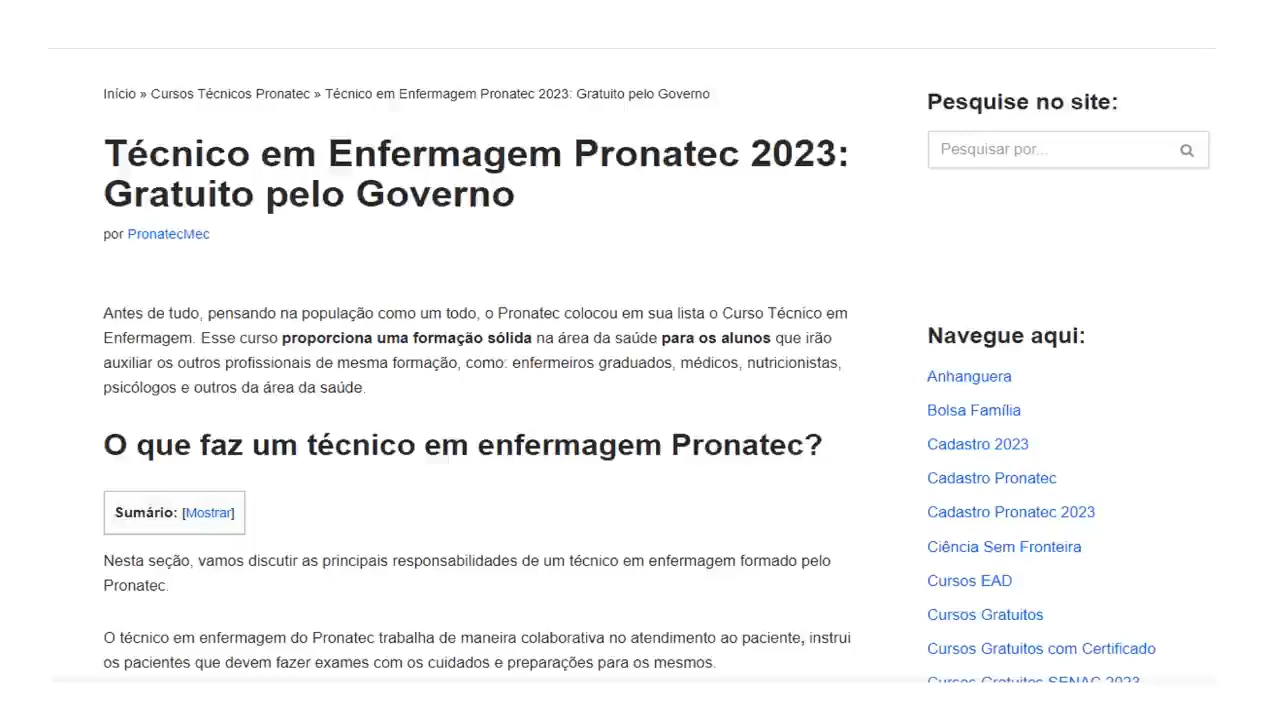 Início » Cursos Técnicos Pronatec » Técnico em Enfermagem Pronatec 2023: Gratuito pelo Governo
Técnico em Enfermagem Pronatec 2023:
Gratuito pelo Governo
por PronatecMec
Antes de tudo, pensando na população como um todo, o Pronatec colocou em sua lista o Curso Técnico em
Enfermagem. Esse curso proporciona uma formação sólida na área da saúde para os alunos que irão
auxiliar os outros profissionais de mesma formação, como: enfermeiros graduados, médicos, nutricionistas,
psicólogos e outros da área da saúde.
O que faz um técnico em enfermagem Pronatec?
Sumário: [Mostrar]
Nesta seção, vamos discutir as principais responsabilidades de um técnico em enfermagem formado pelo
Pronatec.
O técnico em enfermagem do Pronatec trabalha de maneira colaborativa no atendimento ao paciente, instrui
os pacientes que devem fazer exames com os cuidados e preparações para os mesmos.
Pesquise no site:
Pesquisar por...
Navegue aqui:
Anhanguera
Bolsa Família
Cadastro 2023
Cadastro Pronatec
Cadastro Pronatec 2023
Ciência Sem Fronteira
Cursos EAD
Cursos Gratuitos
Cursos Gratuitos com Certificado
Cursos Gratuitos SENAC 2023